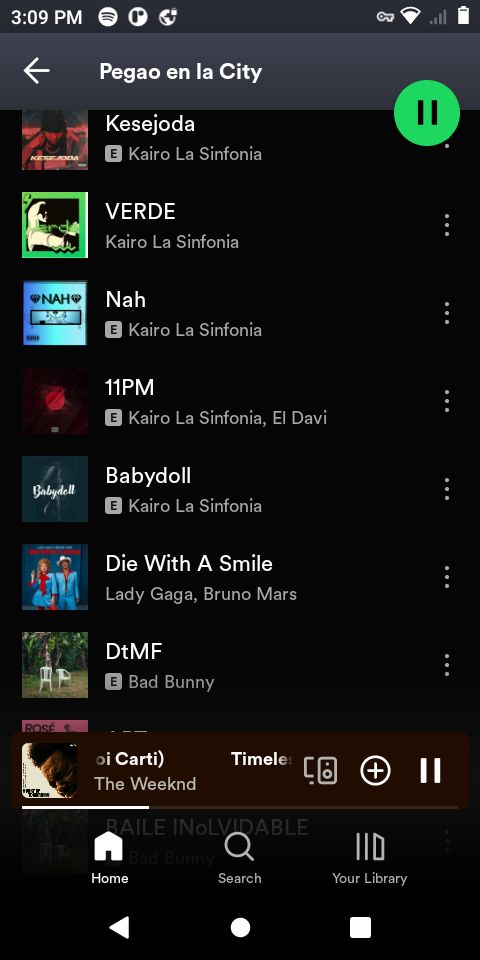 3:09 PM
Pegao en la City
Kesejoda
KESEJODA
E Kairo La Sinfonia
VERDE
Kairo La Sinfonia
Nah
NAH
E Kairo La Sinfonia
11PM
E Kairo La Sinfonia, El Davi
Babydoll
Babydoll
E Kairo La Sinfonia
Die With A Smile
Lady Gaga, Bruno Mars
DtMF
E Bad Bunny
ROSÉ
oi Carti) Timele
The Weeknd
BAILE INoLVIDABLE
Bad Bunny
Home
Search
Your Library